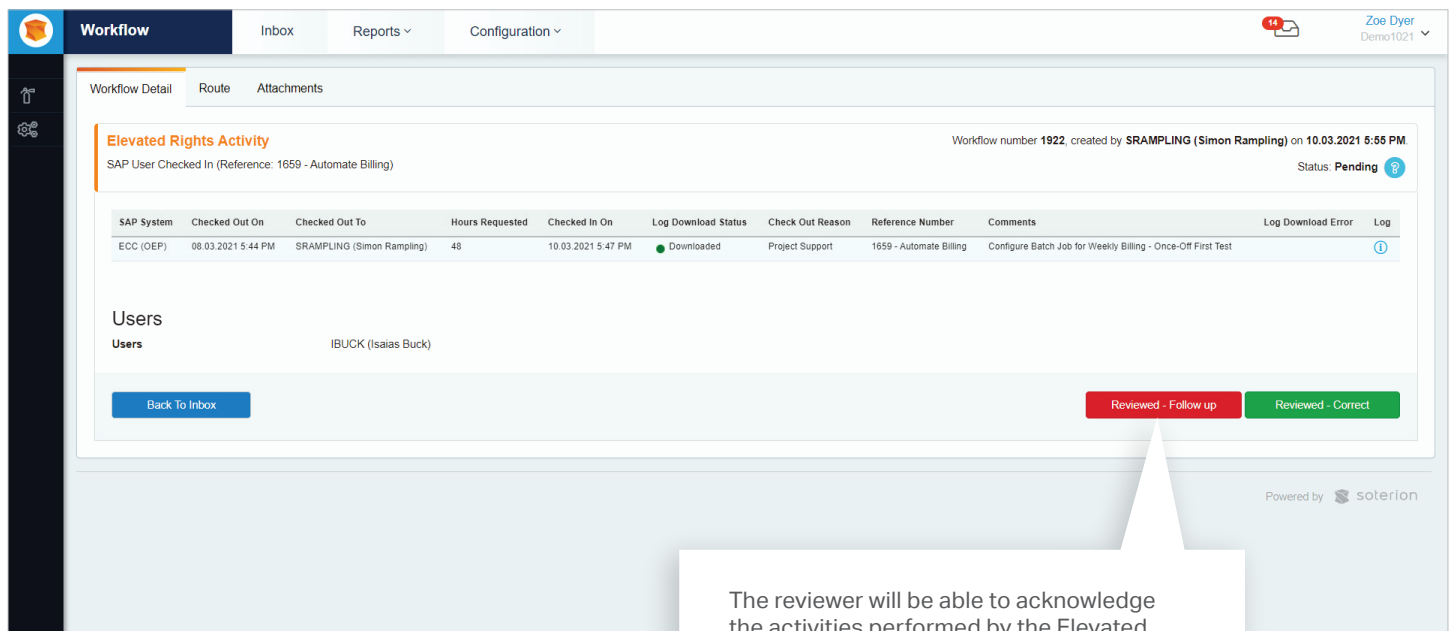 Workflow Inbox Reports Configuration 14 Zoe Dyer
Demo1021
Workflow Detail Route Attachments
Elevated Rights Activity Workflow number 1922, created by SRAMPLING (Simon Rampling) on 10.03.2021 5:55 PM.
SAP User Checked In (Reference: 1659 - Automate Billing) Status: Pending ?
SAP System Checked Out On Checked Out To Hours Requested Checked In On Log Download Status Check Out Reason Reference Number Comments Log Download Error Log
ECC (OEP) 08.03.2021 5:44 PM SRAMPLING (Simon Rampling) 48 10.03.2021 5:47 PM Downloaded Project Support 1659 - Automate Billing Configure Batch Job for Weekly Billing - Once-Off First Test i
Users
Users IBUCK (Isaias Buck)
Back To Inbox Reviewed - Follow up Reviewed - Correct
Powered by soterion
The reviewer will be able to acknowledge
the activities performed by the Elevated